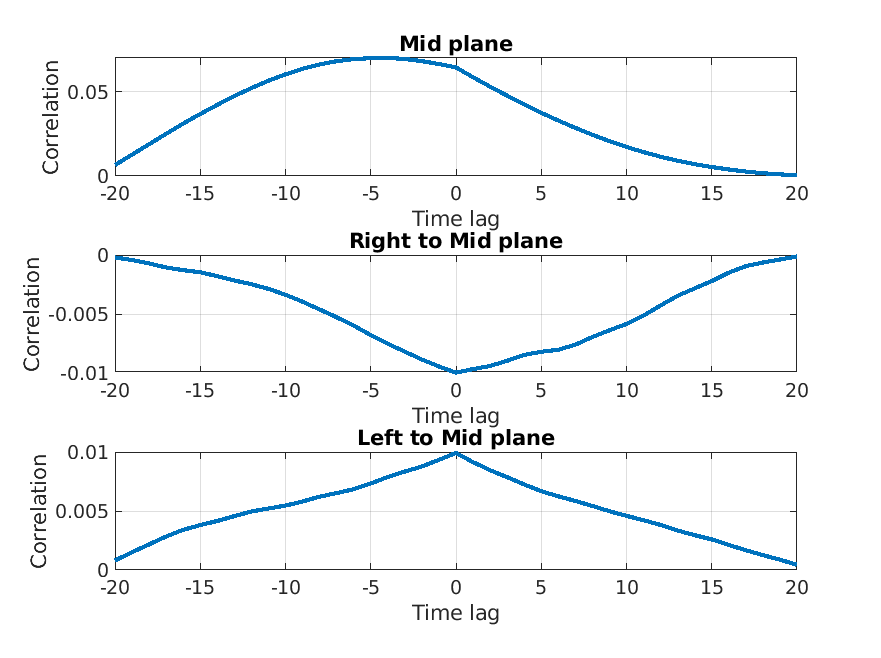 Mid plane
Correlation
0.05
0
-20 -15 -10 -5 0 5 10 15 20
Time lag
Right to Mid plane
Correlation
0
-0.005
-0.01
-20 -15 -10 -5 0 5 10 15 20
Time lag
Left to Mid plane
Correlation
0.01
0.005
0
-20 -15 -10 -5 0 5 10 15 20
Time lag